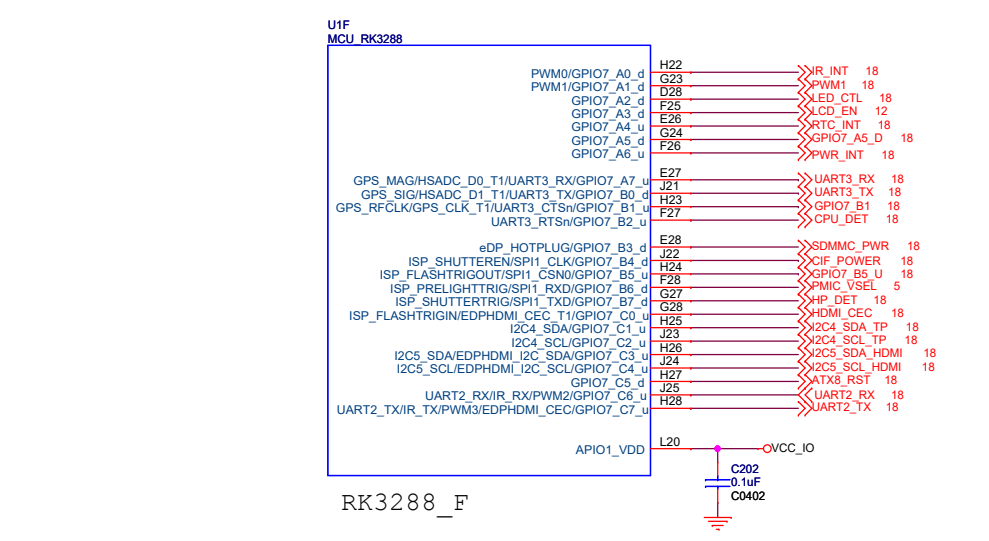 U1F
MCU_RK3288
PWM0/GPIO7_A0_d H22 IR_INT 18
PWM1/GPIO7_A1_d G23 PWM1 18
GPIO7_A2_d D28 LED_CTL 18
GPIO7_A3_d F25 LCD_EN 12
GPIO7_A4_u E26 RTC_INT 18
GPIO7_A5_d G24 GPIO7_A5_D 18
GPIO7_A6_u F26 PWR_INT 18
GPS_MAG/HSADC_D0_T1/UART3_RX/GPIO7_A7_u E27 UART3_RX 18
GPS_SIG/HSADC_D1_T1/UART3_TX/GPIO7_B0_d J21 UART3_TX 18
GPS_RFCLK/GPS_CLK_T1/UART3_CTSn/GPIO7_B1_u H23 GPIO7_B1 18
UART3_RTSn/GPIO7_B2_u F27 CPU_DET 18
eDP_HOTPLUG/GPIO7_B3_d E28 SDMMC_PWR 18
ISP_SHUTTEREN/SPI1_CLK/GPIO7_B4_d J22 CIF_POWER 18
ISP_FLASHTRIGOUT/SPI1_CSN0/GPIO7_B5_u H24 GPIO7_B5_U 18
ISP_PRELIGHTTRIG/SPI1_RXD/GPIO7_B6_d F28 PMIC_VSEL 5
ISP_SHUTTERTRIG/SPI1_TXD/GPIO7_B7_d G27 HP_DET 18
ISP_FLASHTRIGIN/EDPHDMI_CEC_T1/GPIO7_C0_u G28 HDMI_CEC 18
I2C4_SDA/GPIO7_C1_u H25 I2C4_SDA_TP 18
I2C4_SCL/GPIO7_C2_u J23 I2C4_SCL_TP 18
I2C5_SDA/EDPHDMI_I2C_SDA/GPIO7_C3_u H26 I2C5_SDA_HDMI 18
I2C5_SCL/EDPHDMI_I2C_SCL/GPIO7_C4_u J24 I2C5_SCL_HDMI 18
GPIO7_C5_d H27 ATX8_RST 18
UART2_RX/IR_RX/PWM2/GPIO7_C6_u J25 UART2_RX 18
UART2_TX/IR_TX/PWM3/EDPHDMI_CEC/GPIO7_C7_u H28 UART2_TX 18
APIO1_VDD L20 VCC_IO
C202
0.1uF
C0402
RK3288_F